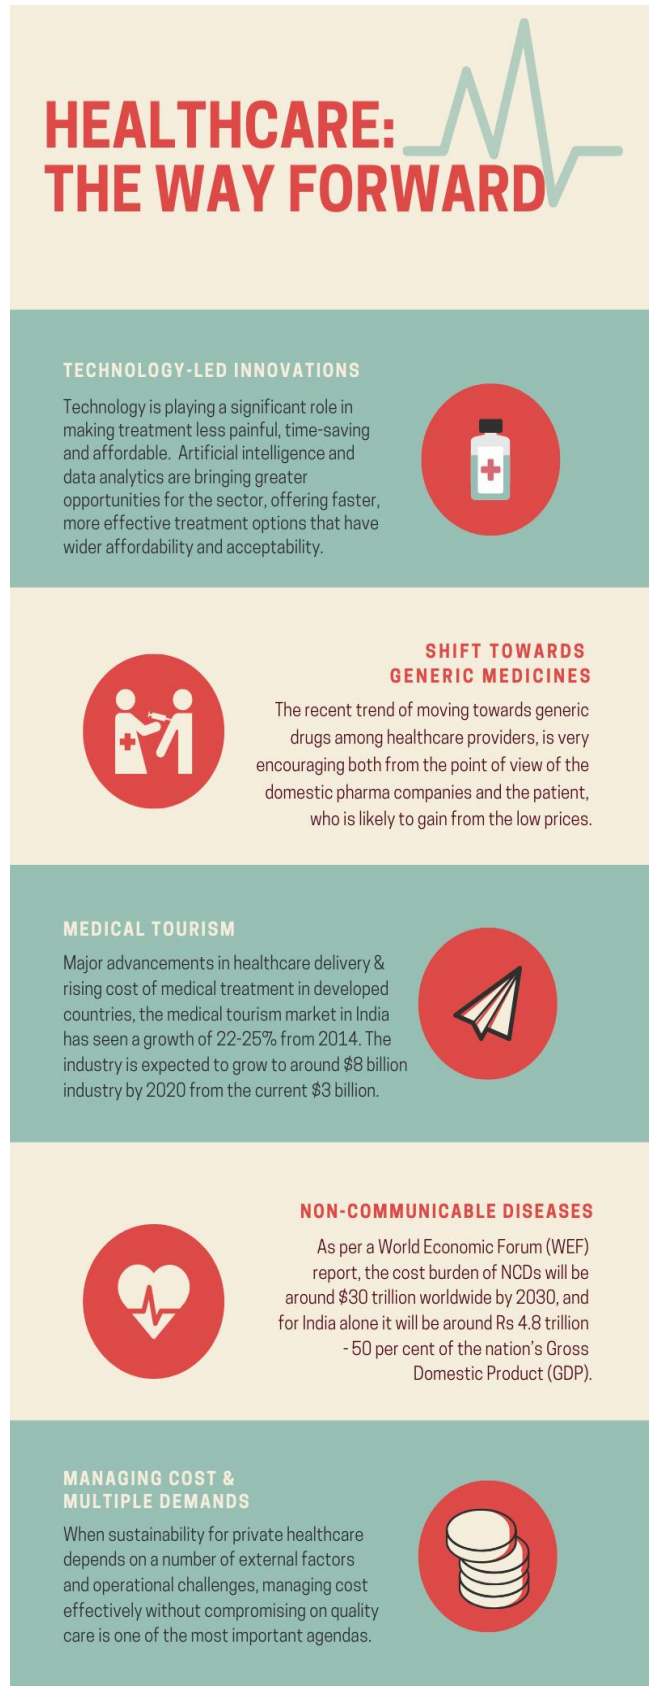 HEALTHCARE:
THE WAY FORWARD
TECHNOLOGY-LED INNOVATIONS
Technology is playing a significant role in
making treatment less painful, time-saving
and affordable. Artificial intelligence and
data analytics are bringing greater
opportunities for the sector, offering faster,
more effective treatment options that have
wider affordability and acceptability.
SHIFT TOWARDS
GENERIC MEDICINES
The recent trend of moving towards generic
drugs among healthcare providers, is very
encouraging both from the point of view of the
domestic pharma companies and the patient,
who is likely to gain from the low prices.
MEDICAL TOURISM
Major advancements in healthcare delivery &
rising cost of medical treatment in developed
countries, the medical tourism market in India
has seen a growth of 22-25% from 2014. The
industry is expected to grow to around $8 billion
industry by 2020 from the current $3 billion.
NON-COMMUNICABLE DISEASES
As per a World Economic Forum (WEF)
report, the cost burden of NCDs will be
around $30 trillion worldwide by 2030, and
for India alone it will be around Rs 4.8 trillion
- 50 per cent of the nation's Gross
Domestic Product (GDP).
MANAGING COST &
MULTIPLE DEMANDS
When sustainability for private healthcare
depends on a number of external factors
and operational challenges, managing cost
effectively without compromising on quality
care is one of the most important agendas.